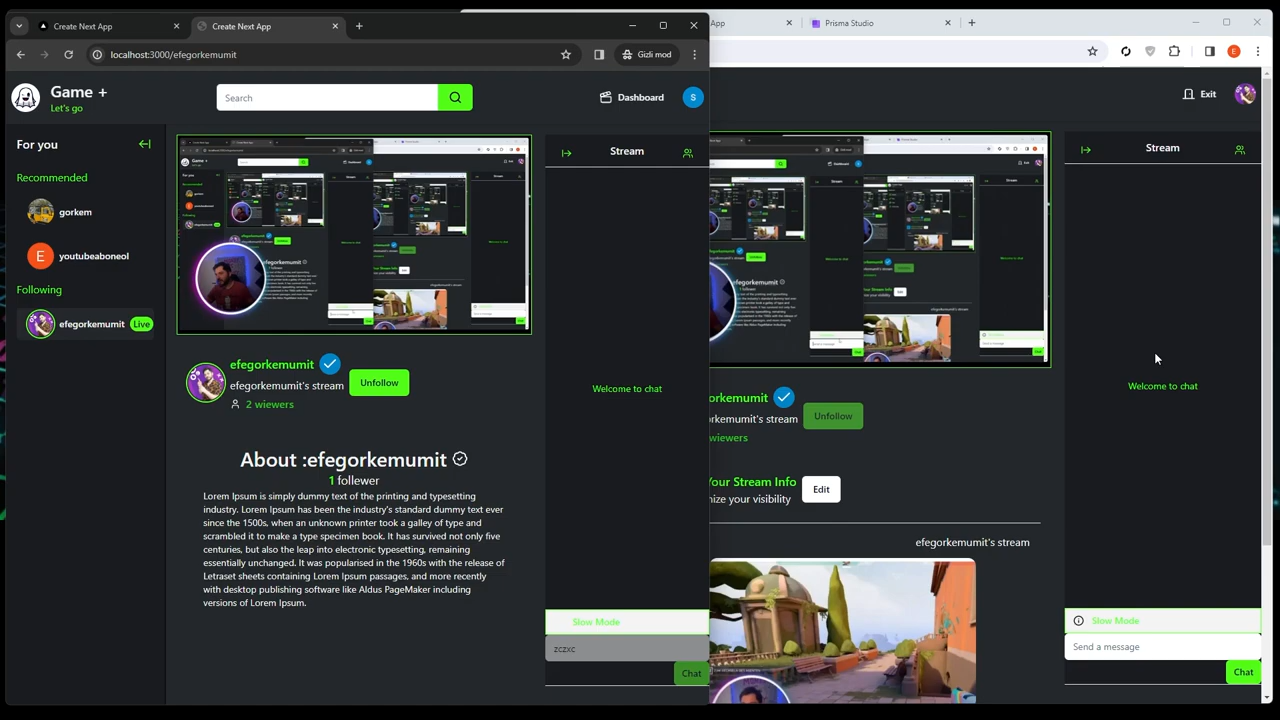 Create Next App
Create Next App
localhost:3000/efegorkemumit
Gizli mod
Game +
Let's go
Search
Dashboard
S
For you
Recommended
gorkem
E
youtubeaboneol
Following
efegorkemumit
Live
Stream
efegorkemumit
efegorkemumit's stream
Unfollow
2 wiewers
About :efegorkemumit
1 follower
Lorem Ipsum is simply dummy text of the printing and typesetting
industry. Lorem Ipsum has been the industry's standard dummy text ever
since the 1500s, when an unknown printer took a galley of type and
scrambled it to make a type specimen book. It has survived not only five
centuries, but also the leap into electronic typesetting, remaining
essentially unchanged. It was popularised in the 1960s with the release of
Letraset sheets containing Lorem Ipsum passages, and more recently
with desktop publishing software like Aldus PageMaker including
versions of Lorem Ipsum.
Welcome to chat
Slow Mode
zczxc
Chat
App
Prisma Studio
E
Exit
Stream
orkemumit
orkemumit's stream
Unfollow
wiewers
Your Stream Info
Edit
mize your visibility
efegorkemumit's stream
Welcome to chat
Slow Mode
Send a message
Chat